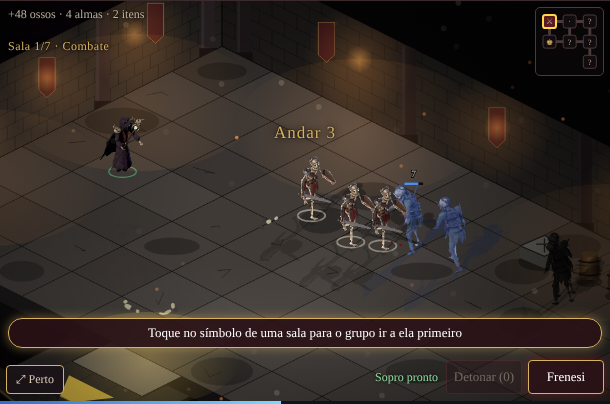 +48 ossos · 4 almas · 2 itens
Sala 1/7 · Combate
? 
? ?
?
Andar 3
7
Toque no símbolo de uma sala para o grupo ir a ela primeiro
Perto
Sopro pronto
Detonar (0)
Frenesi